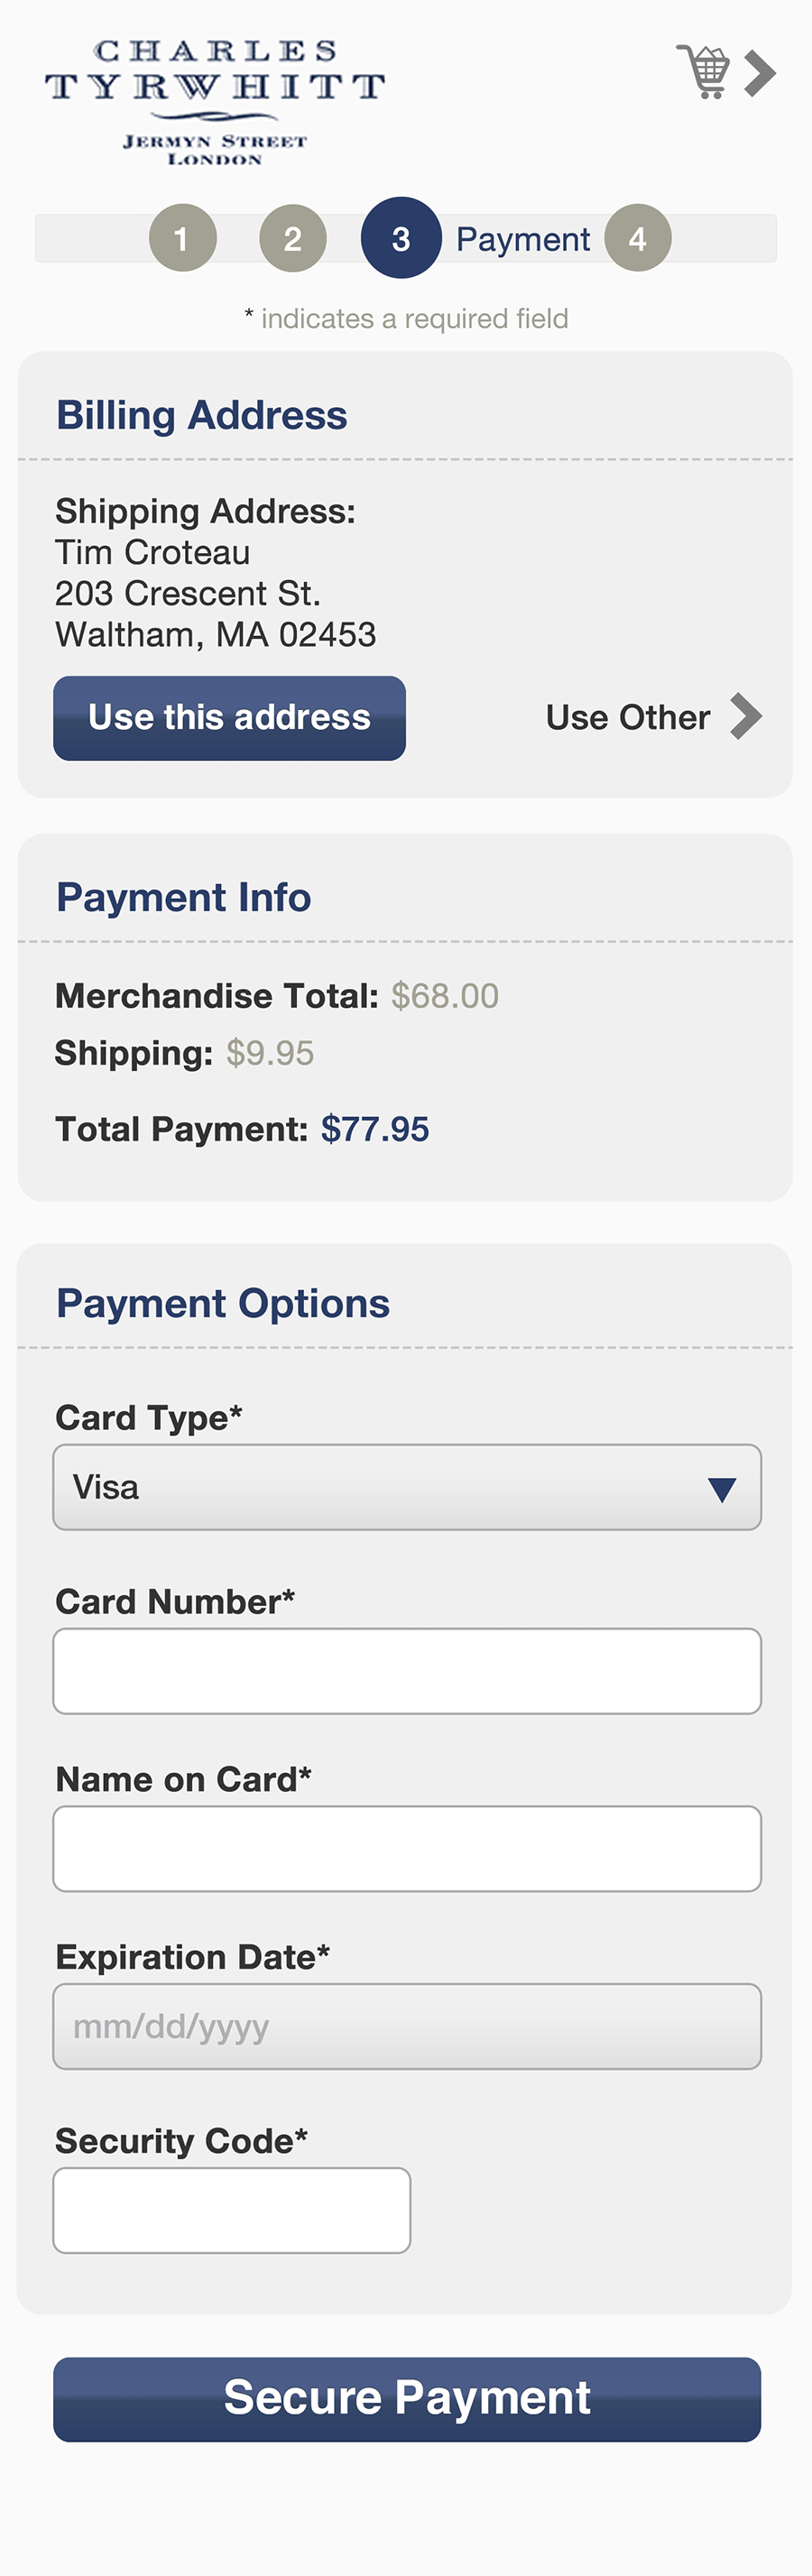 CHARLES
TYRWHITT
JERMYN STREET
LONDON
1 2 3 Payment 4
* indicates a required field
Billing Address
Shipping Address:
Tim Croteau
203 Crescent St.
Waltham, MA 02453
Use this address Use Other
Payment Info
Merchandise Total: $68.00
Shipping: $9.95
Total Payment: $77.95
Payment Options
Card Type*
Visa
Card Number*
Name on Card*
Expiration Date*
mm/dd/yyyy
Security Code*
Secure Payment